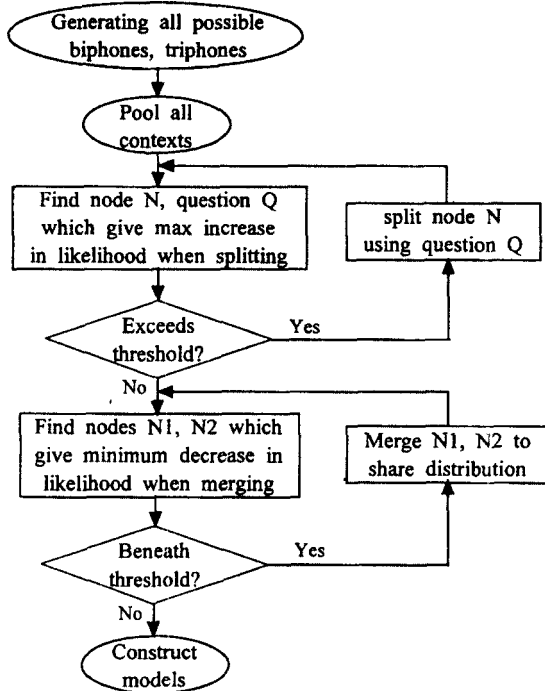 Generating all possible
biphones, triphones
Pool all
contexts
Find node N, question Q
which give max increase
in likelihood when splitting
split node N
using question Q
Exceeds
threshold?
Yes
No
Find nodes N1, N2 which
give minimum decrease in
likelihood when merging
Merge N1, N2 to
share distribution
Beneath
threshold?
Yes
No
Construct
models